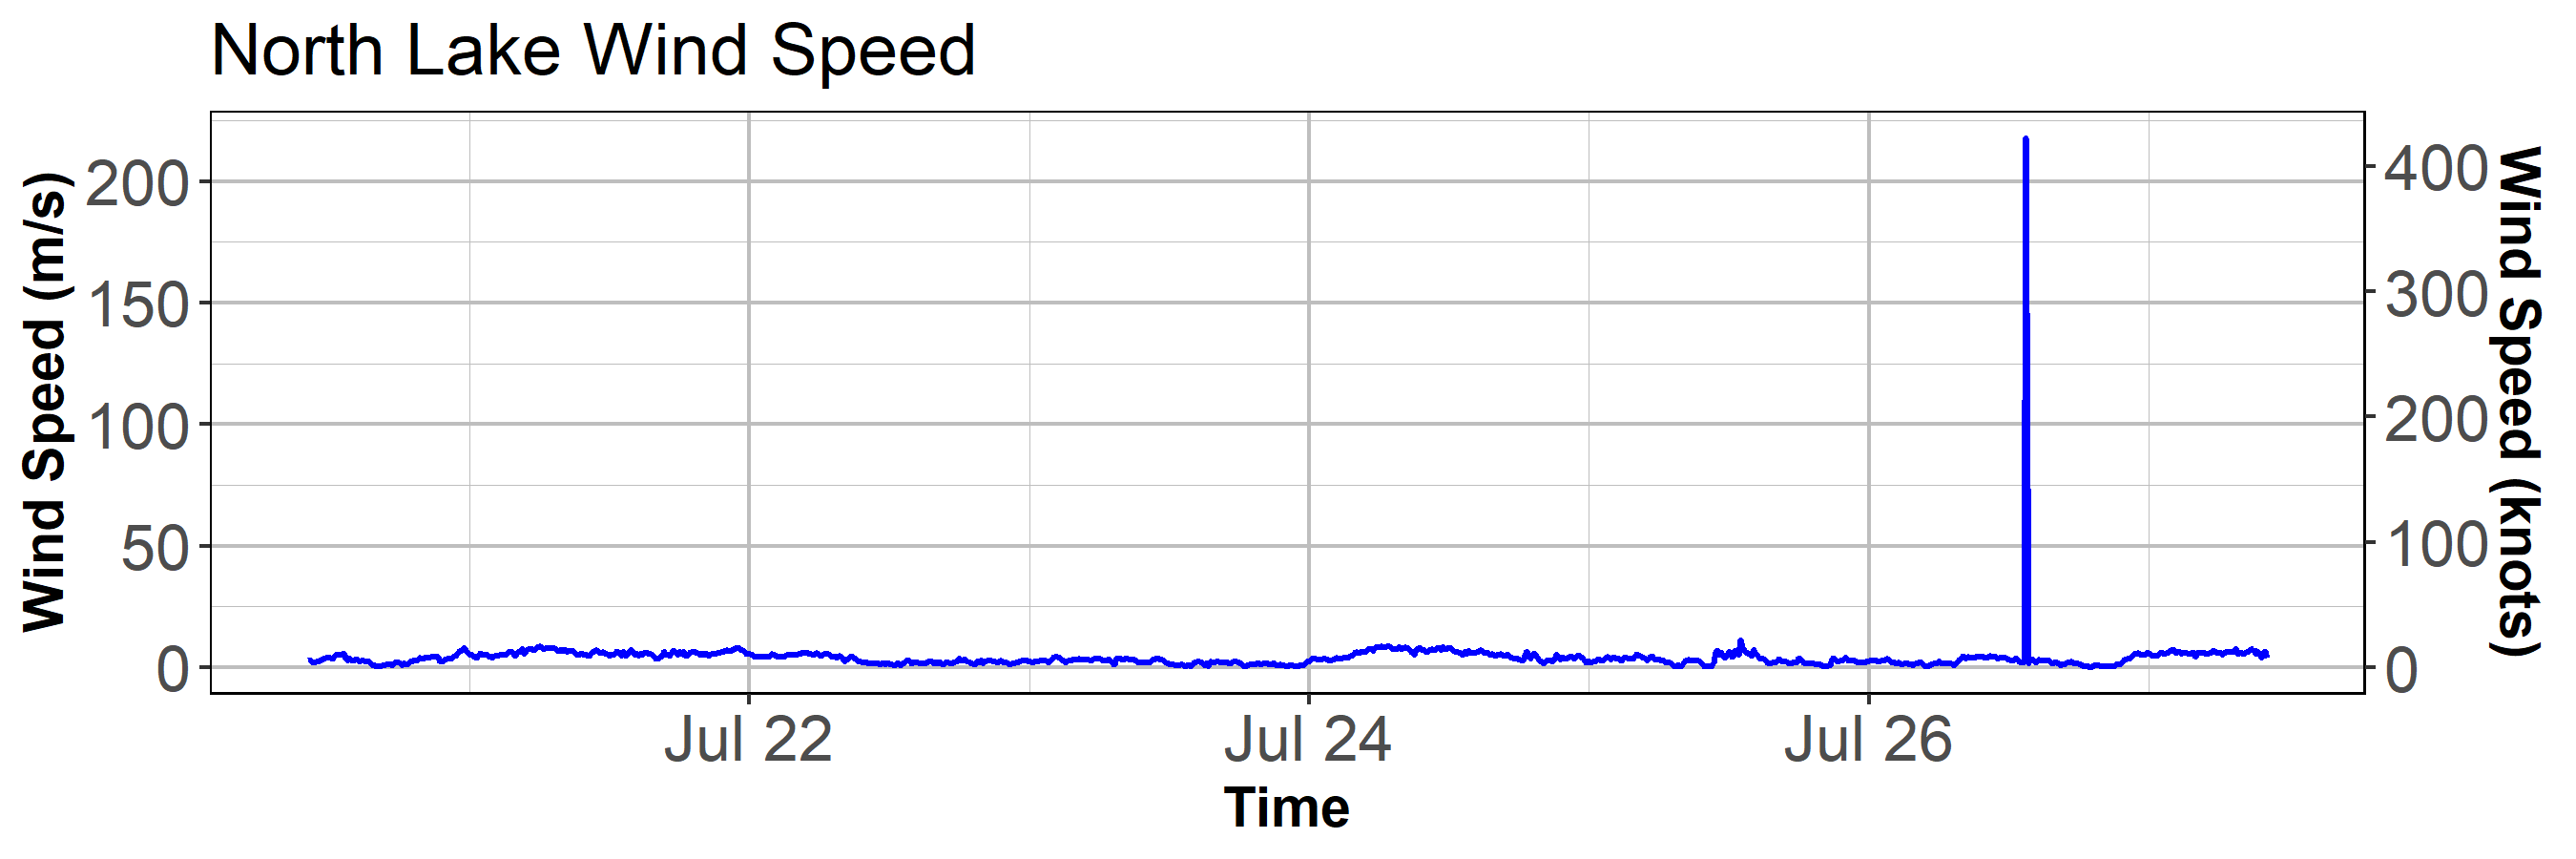 North Lake Wind Speed
Wind Speed (m/s)
200
150
100
50
0
400
300
200
100
0
Wind Speed (knots)
Jul 22
Jul 24
Jul 26
Time